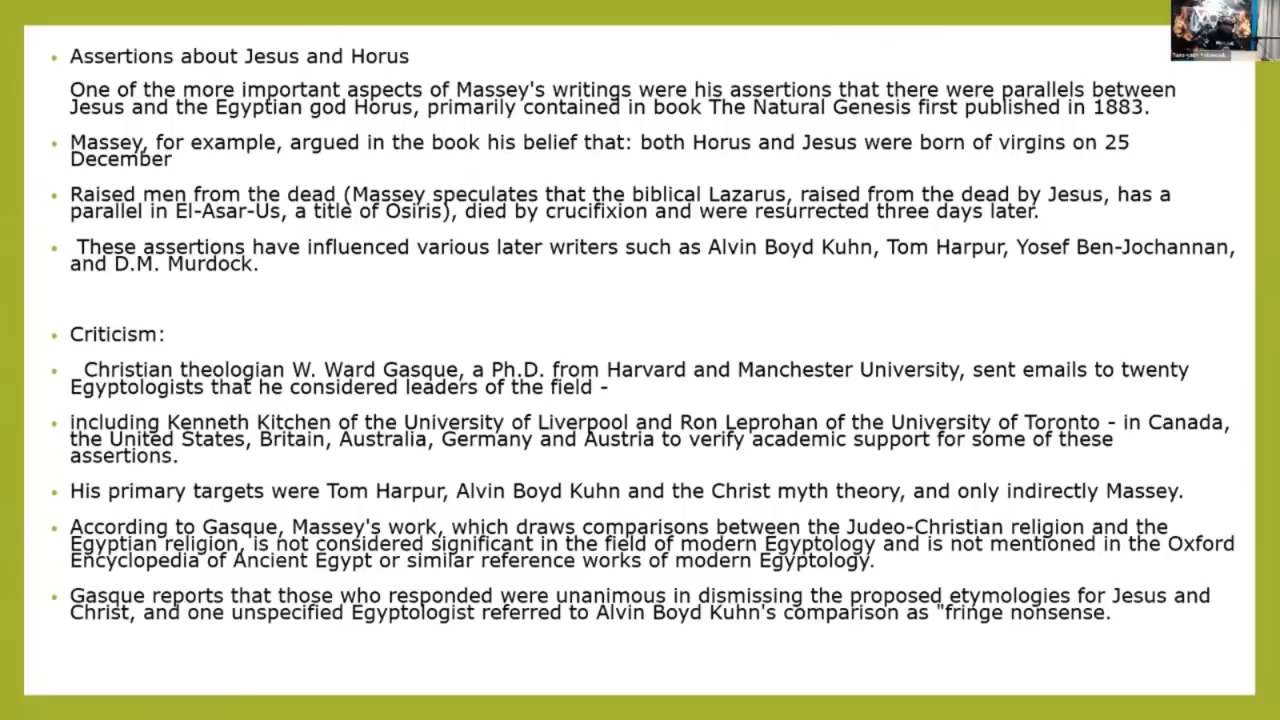 Assertions about Jesus and Horus
One of the more important aspects of Massey's writings were his assertions that there were parallels between
Jesus and the Egyptian god Horus, primarily contained in book The Natural Genesis first published in 1883.
Massey, for example, argued in the book his belief that: both Horus and Jesus were born of virgins on 25
December
Raised men from the dead (Massey speculates that the biblical Lazarus, raised from the dead by Jesus, has a
parallel in El-Asar-Us, a title of Osiris), died by crucifixion and were resurrected three days later.
These assertions have influenced various later writers such as Alvin Boyd Kuhn, Tom Harpur, Yosef Ben-Jochannan,
and D.M. Murdock.
Criticism:
Christian theologian W. Ward Gasque, a Ph.D. from Harvard and Manchester University, sent emails to twenty
Egyptologists that he considered leaders of the field -
including Kenneth Kitchen of the University of Liverpool and Ron Leprohan of the University of Toronto - in Canada,
the United States, Britain, Australia, Germany and Austria to verify academic support for some of these
assertions.
His primary targets were Tom Harpur, Alvin Boyd Kuhn and the Christ myth theory, and only indirectly Massey.
According to Gasque, Massey's work, which draws comparisons between the Judeo-Christian religion and the
Egyptian religion, is not considered significant in the field of modern Egyptology and is not mentioned in the Oxford
Encyclopedia of Ancient Egypt or similar reference works of modern Egyptology.
Gasque reports that those who responded were unanimous in dismissing the proposed etymologies for Jesus and
Christ, and one unspecified Egyptologist referred to Alvin Boyd Kuhn's comparison as "fringe nonsense.